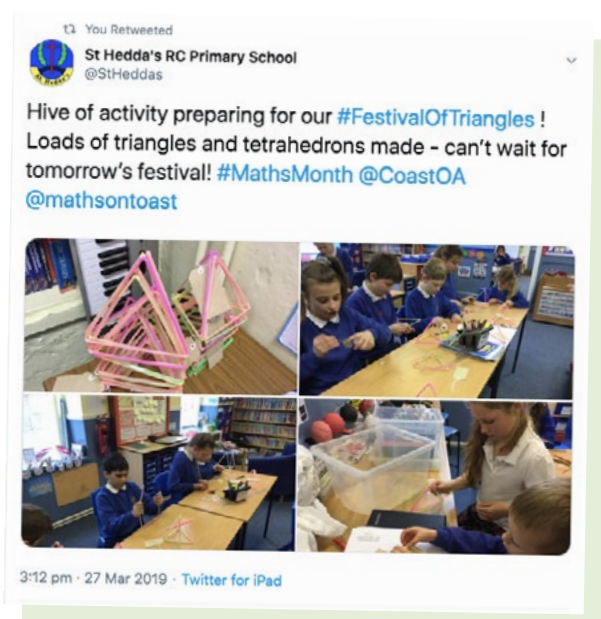 You Retweeted
St Hedda's RC Primary School
@StHeddas
Hive of activity preparing for our #FestivalOfTriangles !
Loads of triangles and tetrahedrons made - can't wait for
tomorrow's festival! #MathsMonth @CoastOA
@mathsontoast
3:12 pm · 27 Mar 2019 · Twitter for iPad